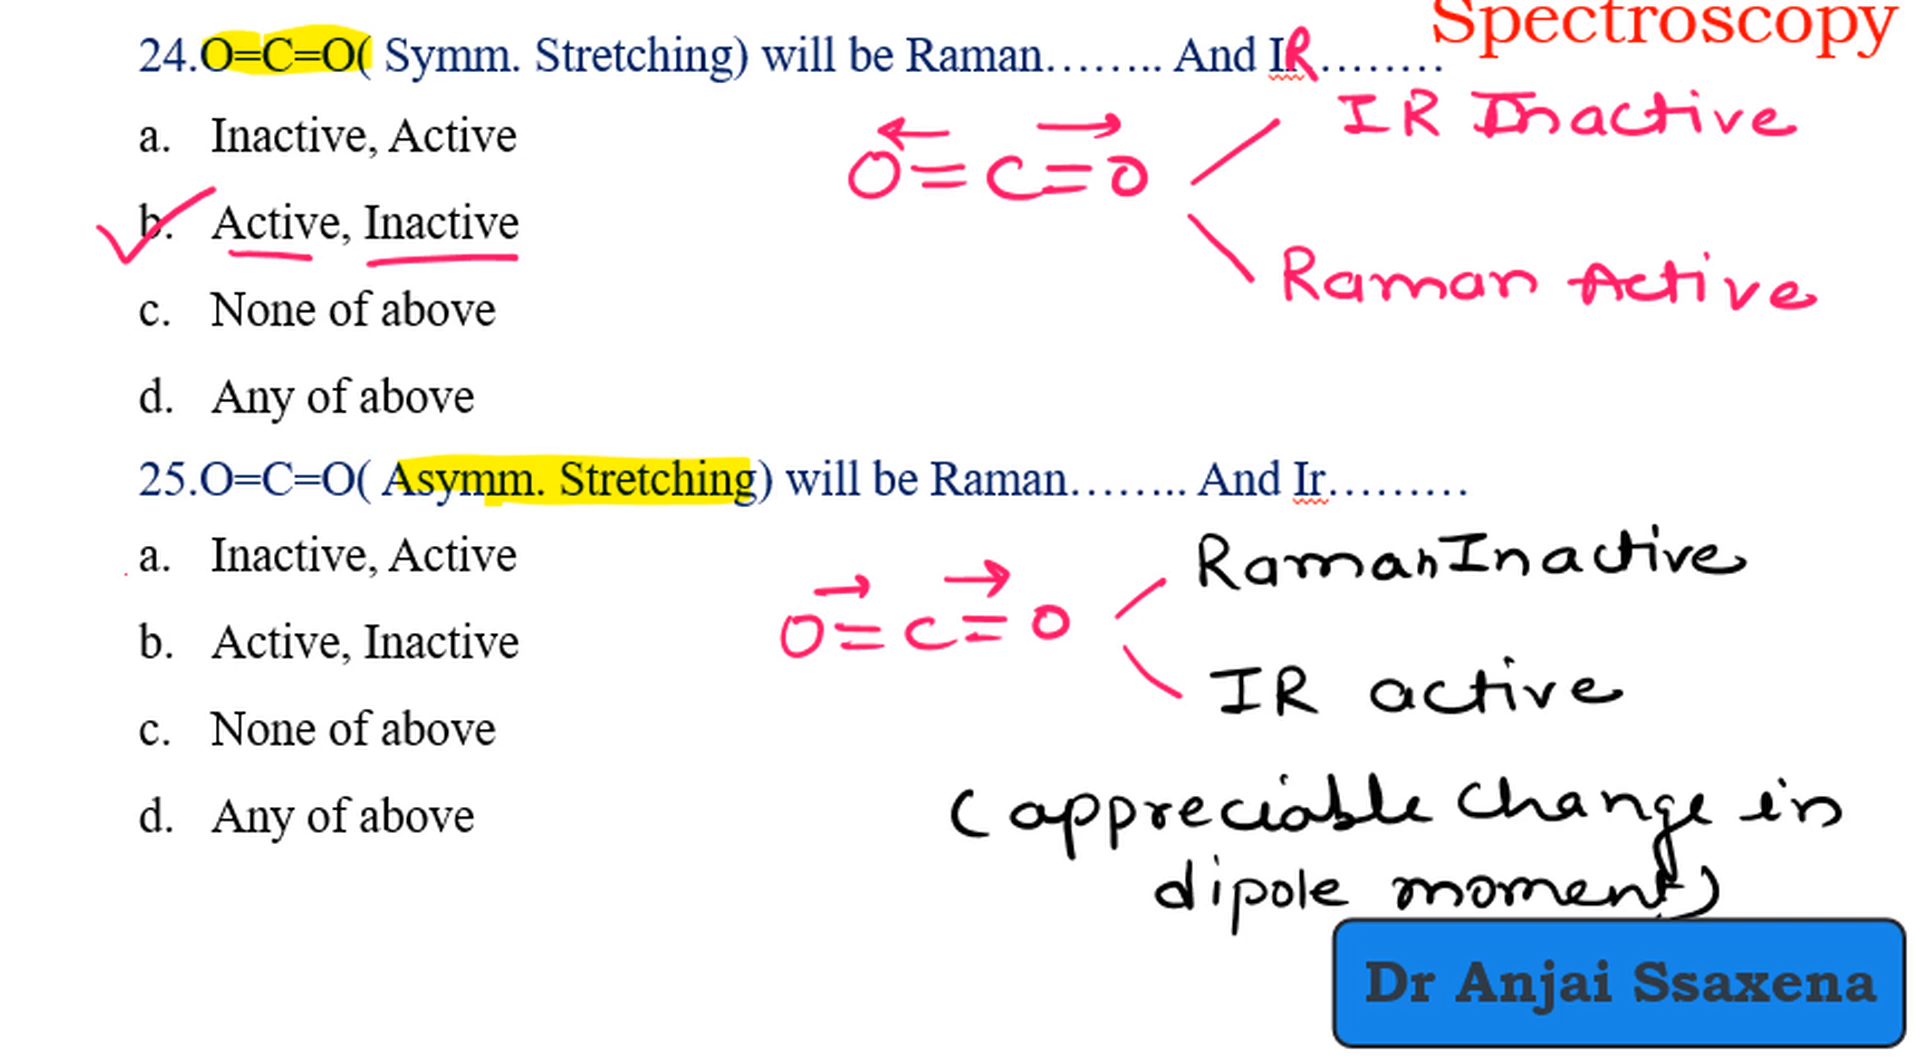 Spectroscopy
24.O=C=O( Symm. Stretching) will be Raman…….. And IR………
a. Inactive, Active
b. Active, Inactive
c. None of above
d. Any of above
O=C=O
IR Inactive
Raman Active
25.O=C=O( Asymm. Stretching) will be Raman…….. And Ir………
a. Inactive, Active
b. Active, Inactive
c. None of above
d. Any of above
O=C=O
Raman Inactive
IR active
(appreciable change in
dipole moment)
Dr Anjai Ssaxena